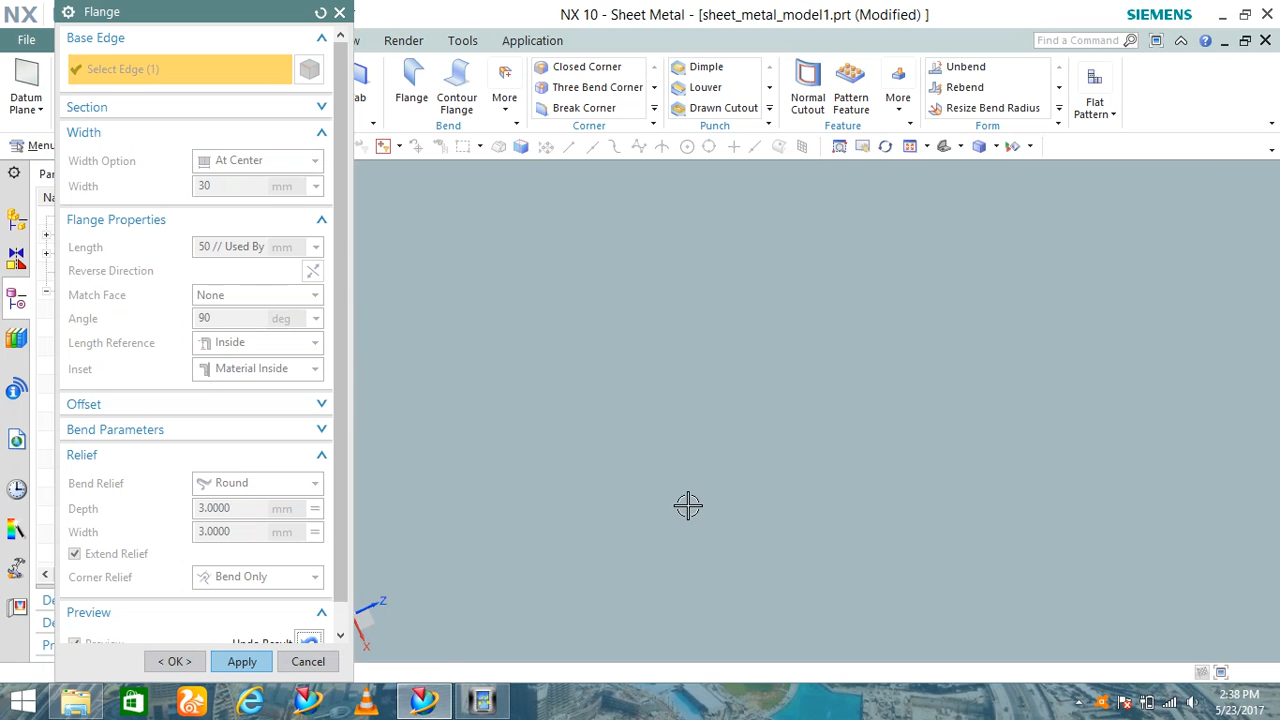 NX
Flange
NX 10 - Sheet Metal - [sheet_metal_model1.prt (Modified) ]
SIEMENS
File
Render
Tools
Application
Find a Command
Base Edge
Select Edge (1)
Section
Width
Width Option
At Center
Width
30
mm
Flange Properties
Length
50 // Used By
mm
Reverse Direction
Match Face
None
Angle
90
deg
Length Reference
Inside
Inset
Material Inside
Offset
Bend Parameters
Relief
Bend Relief
Round
Depth
3.0000
mm
Width
3.0000
mm
Extend Relief
Corner Relief
Bend Only
Preview
< OK >
Apply
Cancel
Datum
Plane
Flange
Contour
Flange
More
Bend
Closed Corner
Three Bend Corner
Break Corner
Corner
Dimple
Louver
Drawn Cutout
Punch
Normal
Cutout
Pattern
Feature
More
Feature
Unbend
Rebend
Resize Bend Radius
Form
Flat
Pattern
Menu
Z
X
2:38 PM
5/23/2017